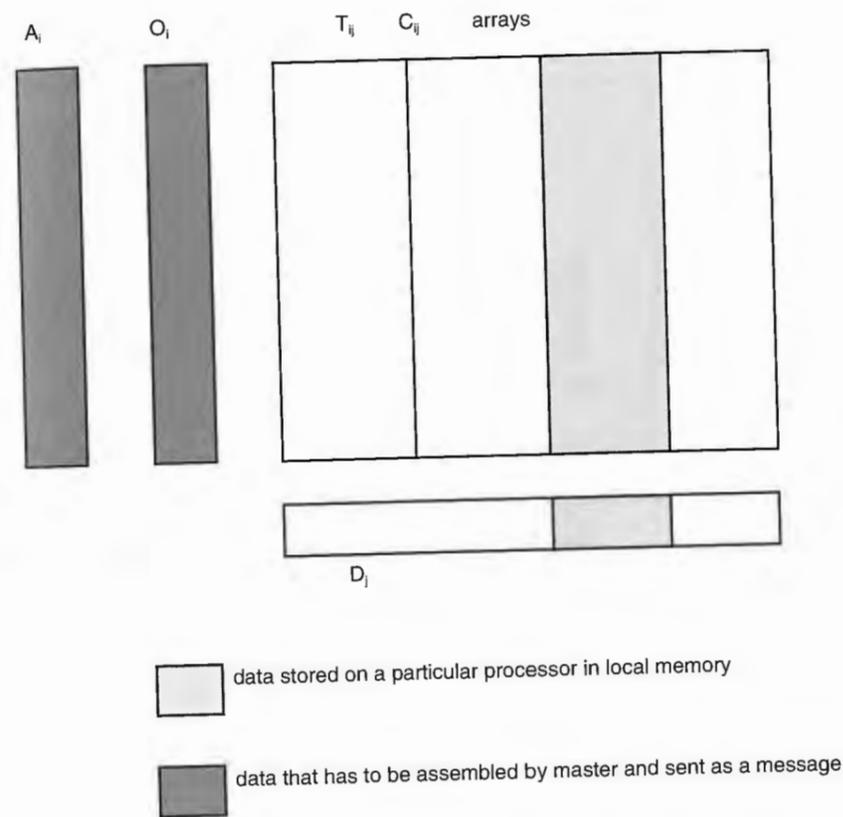 Ai Oi Tij Cij arrays
Dj
data stored on a particular processor in local memory
data that has to be assembled by master and sent as a message